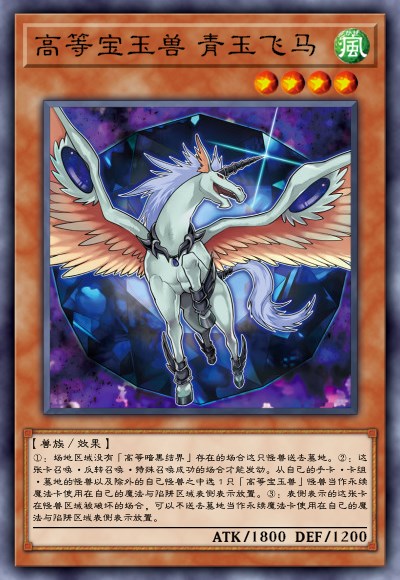 高等宝玉兽 青玉飞马
風
【兽族／效果】
①：场地区域没有「高等暗黑结界」存在的场合这只怪兽送去墓地。②：这
张卡召唤·反转召唤·特殊召唤成功的场合才能发动。从自己的手卡·卡组
·墓地的怪兽以及除外的自己怪兽之中选1只「高等宝玉兽」怪兽当作永续
魔法卡使用在自己的魔法与陷阱区域表侧表示放置。③：表侧表示的这张卡
在怪兽区域被破坏的场合，可以不送去墓地当作永续魔法卡使用在自己的魔
法与陷阱区域表侧表示放置。
ATK/1800 DEF/1200